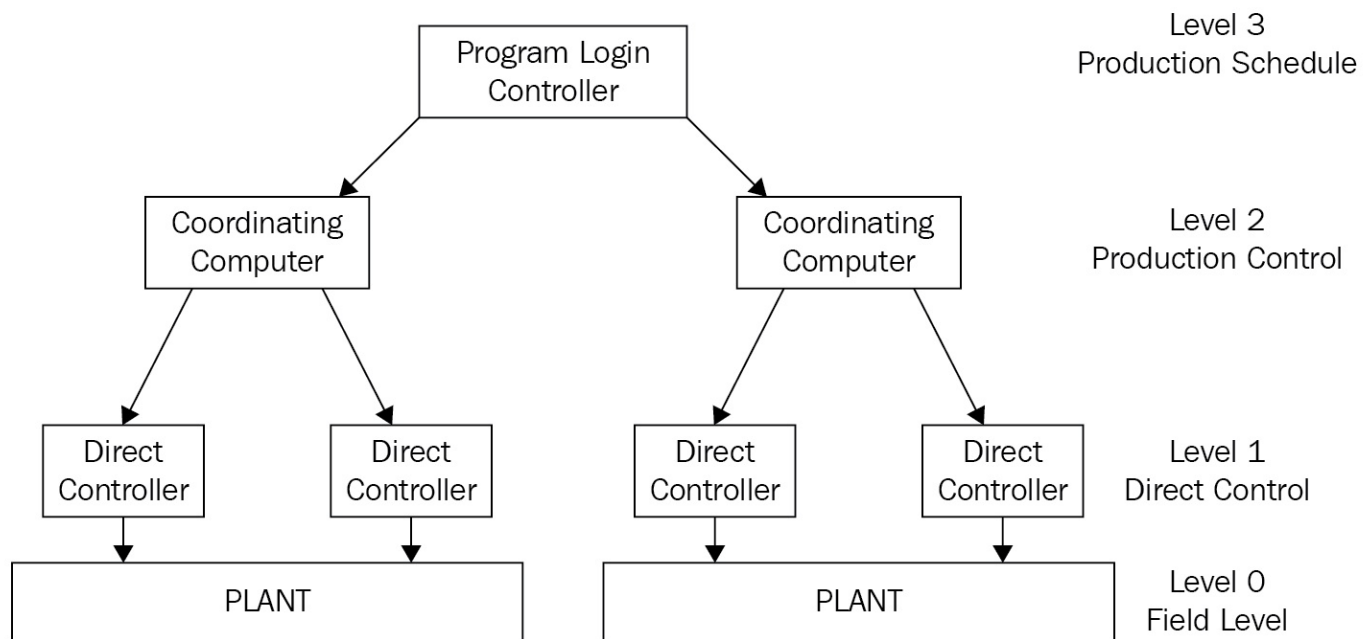 Program Login
Controller
Level 3
Production Schedule
Coordinating
Computer
Coordinating
Computer
Level 2
Production Control
Direct
Controller
Direct
Controller
Direct
Controller
Direct
Controller
Level 1
Direct Control
PLANT
PLANT
Level 0
Field Level